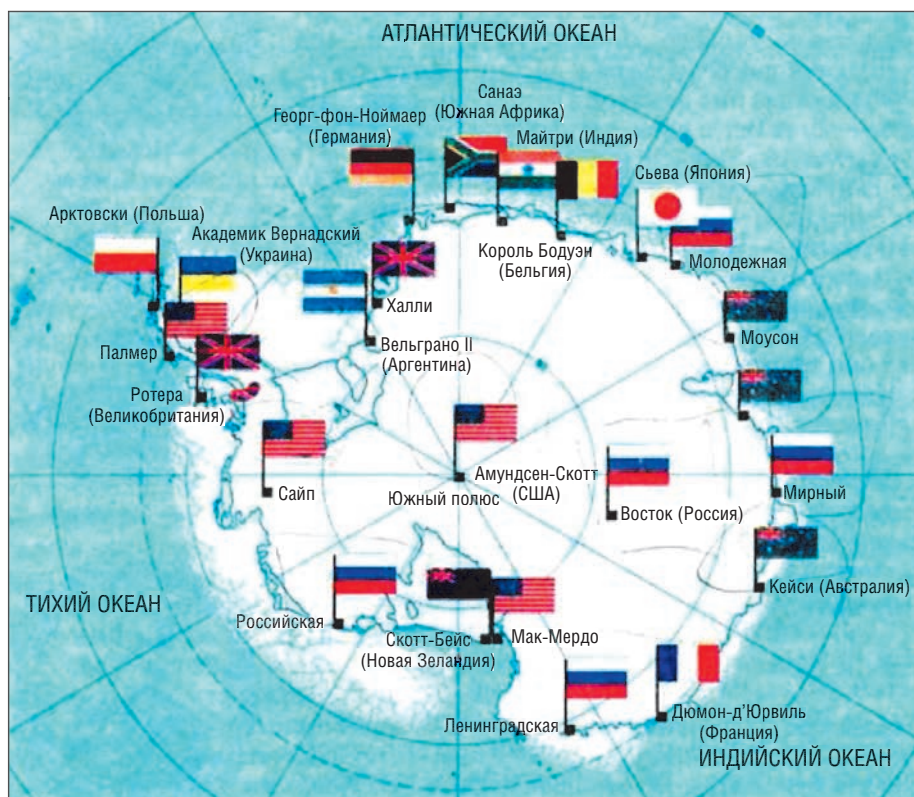 АТЛАНТИЧЕСКИЙ ОКЕАН
Санаэ
(Южная Африка)
Георг-фон-Ноймаер
(Германия)
Майтри (Индия)
Сьева (Япония)
Арктовски (Польша)
Академик Вернадский
(Украина)
Король Бодуэн
(Бельгия)
Молодежная
Халли
Моусон
Палмер
Вельграно II
(Аргентина)
Ротера
(Великобритания)
Амундсен-Скотт
(США)
Сайп
Южный полюс
Мирный
Восток (Россия)
Кейси (Австралия)
ТИХИЙ ОКЕАН
Российская
Скотт-Бейс
(Новая Зеландия)
Мак-Мердо
Ленинградская
Дюмон-д’Юрвиль
(Франция)
ИНДИЙСКИЙ ОКЕАН